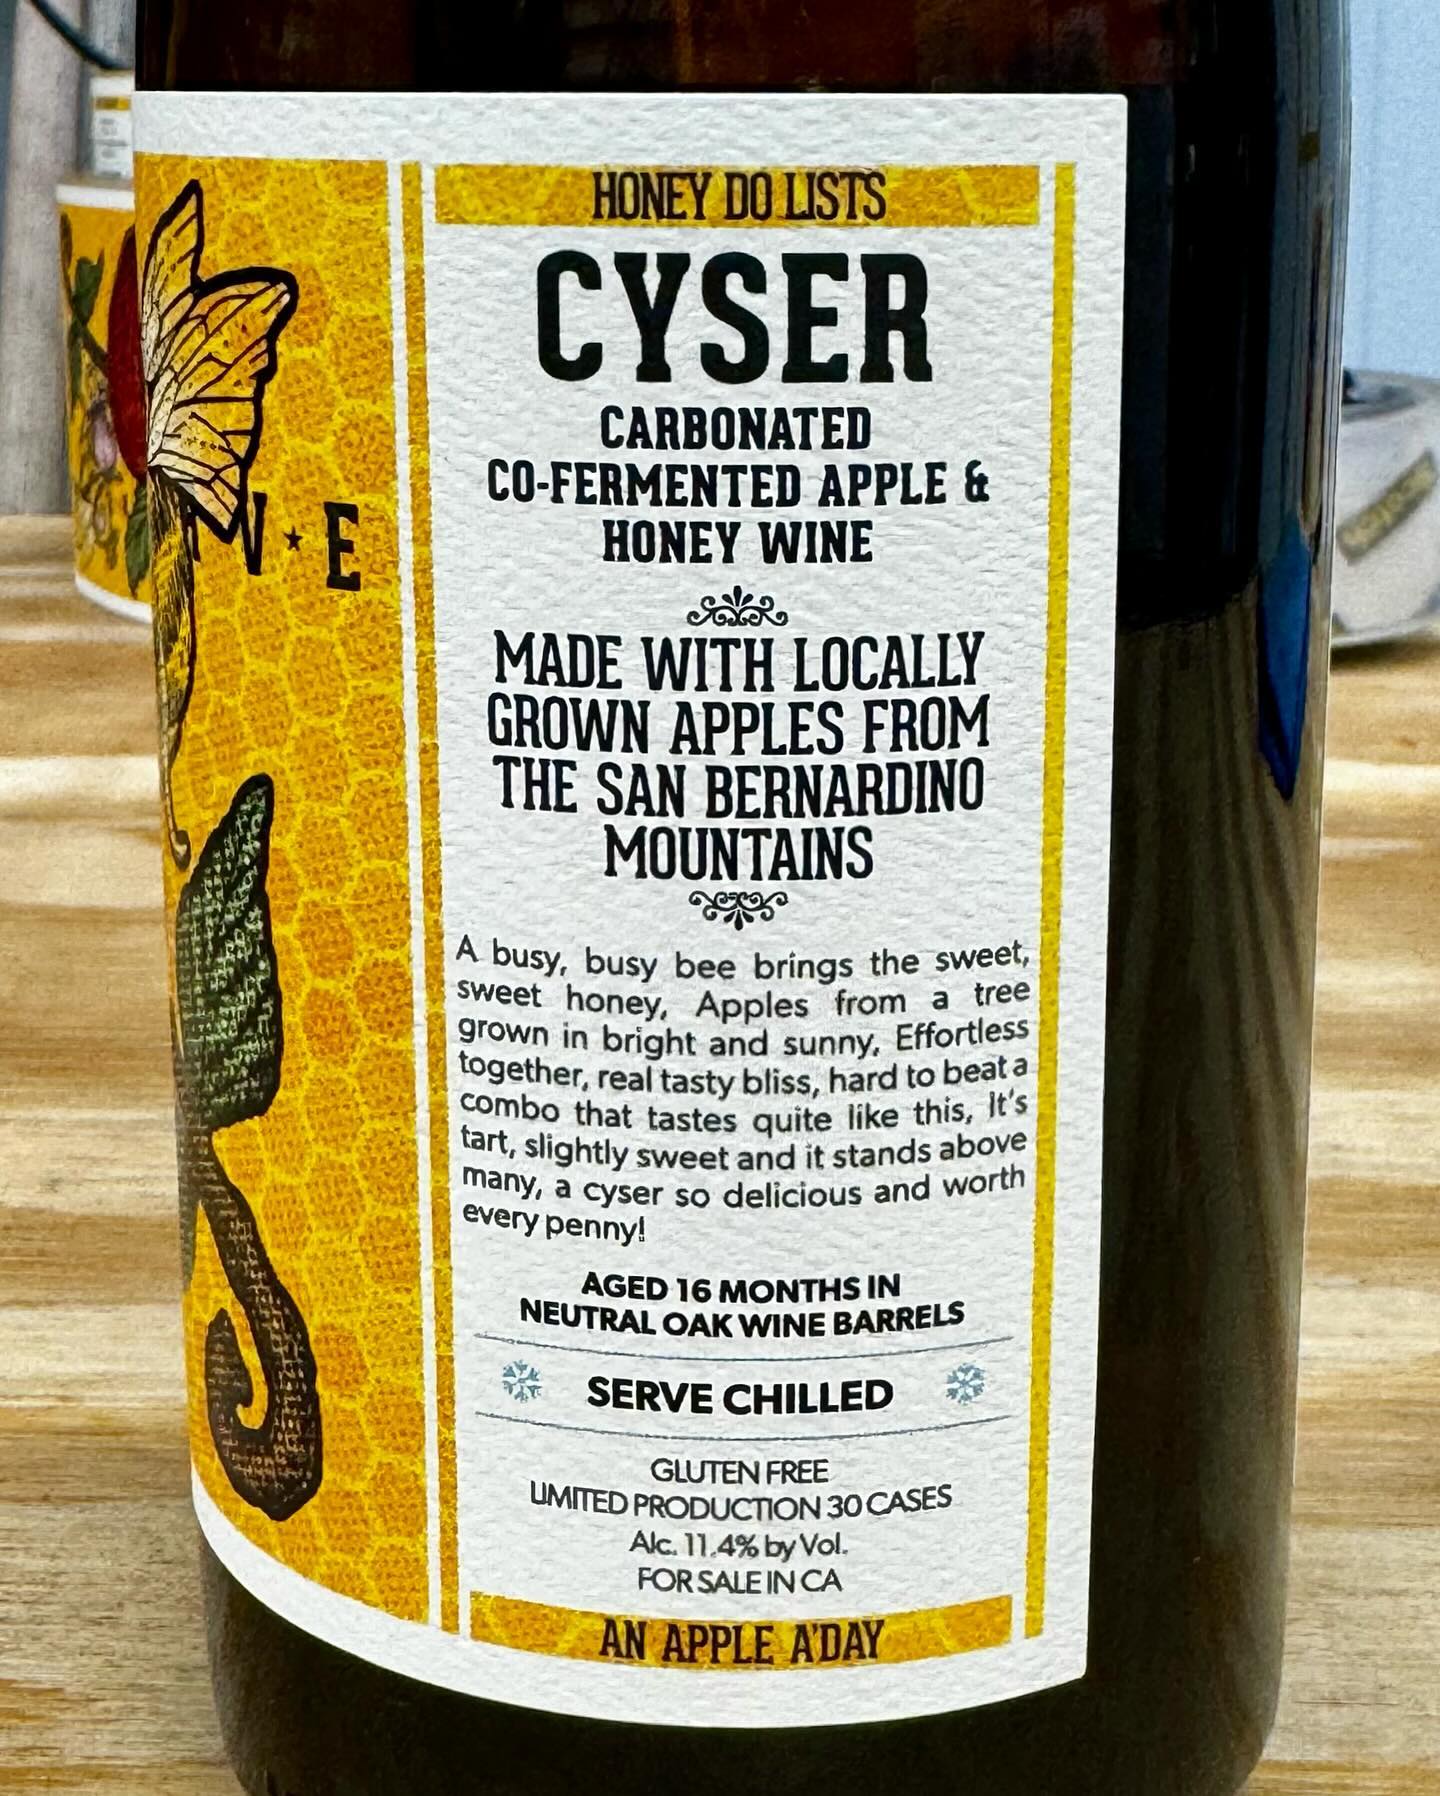 HONEY DO LISTS
CYSER
CARBONATED
CO-FERMENTED APPLE &
HONEY WINE
MADE WITH LOCALLY
GROWN APPLES FROM
THE SAN BERNARDINO
MOUNTAINS
A busy, busy bee brings the sweet,
sweet honey, Apples from a tree
grown in bright and sunny, Effortless
together, real tasty bliss, hard to beat a
combo that tastes quite like this, It's
tart, slightly sweet and it stands above
many, a cyser so delicious and worth
every penny!
AGED 16 MONTHS IN
NEUTRAL OAK WINE BARRELS
SERVE CHILLED
GLUTEN FREE
LIMITED PRODUCTION 30 CASES
Alc. 11.4% by Vol.
FOR SALE IN CA
AN APPLE A'DAY